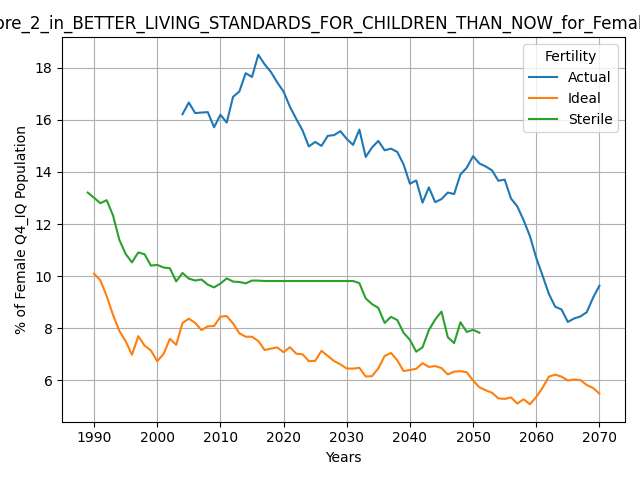 ore_2_in_BETTER_LIVING_STANDARDS_FOR_CHILDREN_THAN_NOW_for_Femal
Fertility
Actual
Ideal
Sterile
% of Female Q4_IQ Population
18
16
14
12
10
8
6
1990 2000 2010 2020 2030 2040 2050 2060 2070
Years